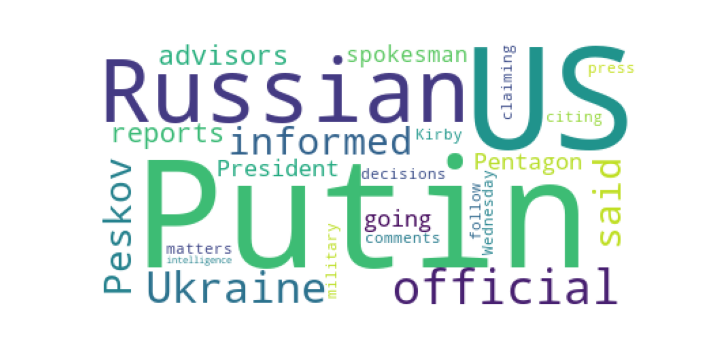 advisors spokesman US press
Russian claiming citing
reports informed Kirby
Peskov Putin President decisions Pentagon said
going follow Wednesday
matters comments
intelligence military
Ukraine official